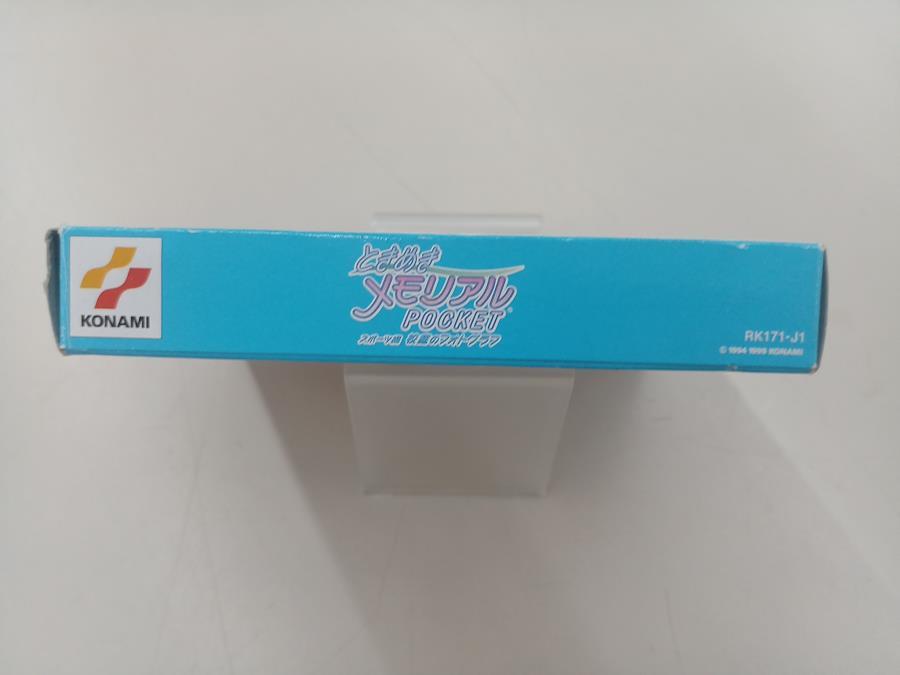 KONAMI
ときめき
メモリアル
POCKET
スポーツ編 校庭のフォトグラフ
RK171-J1
© 1994 1999 KONAMI